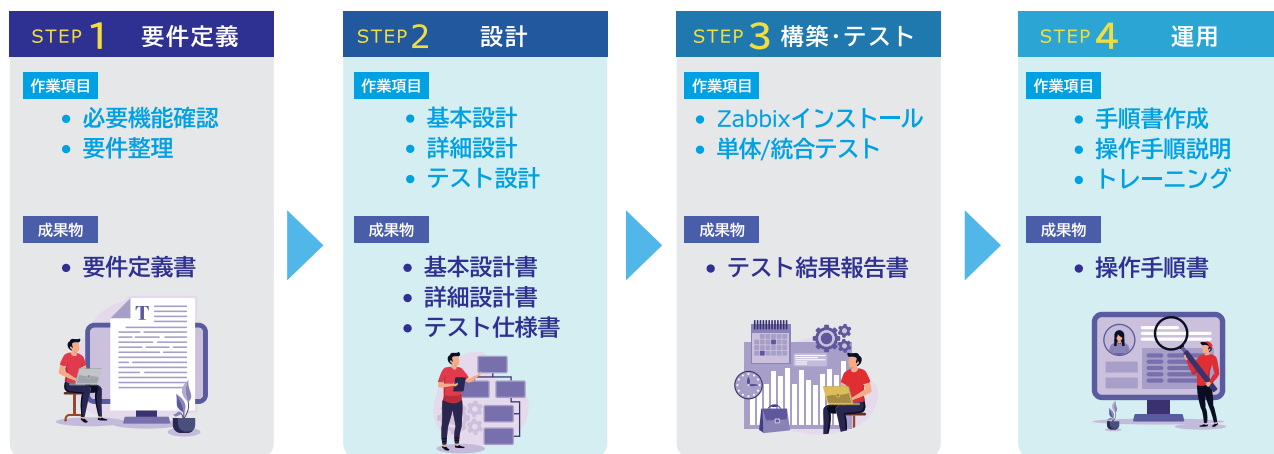 STEP 1 要件定義
作業項目
• 必要機能確認
• 要件整理
成果物
• 要件定義書
T
STEP 2 設計
作業項目
• 基本設計
• 詳細設計
• テスト設計
成果物
• 基本設計書
• 詳細設計書
• テスト仕様書
STEP 3 構築・テスト
作業項目
• Zabbixインストール
• 単体/統合テスト
成果物
• テスト結果報告書
STEP 4 運用
作業項目
• 手順書作成
• 操作手順説明
• トレーニング
成果物
• 操作手順書